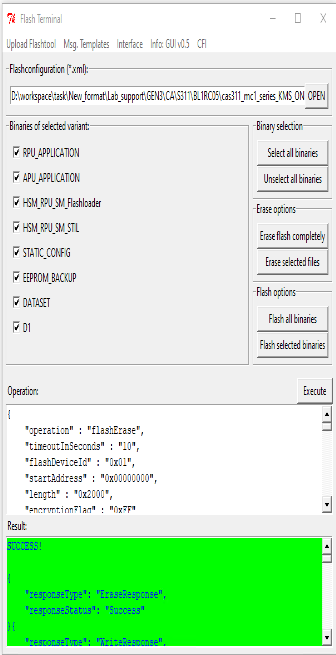 Flash Terminal
Upload Flashtool Msg. Templates Interface Info: GUI v0.5 CFI
Flashconfiguration (*.xml):
D:\workspace\task\New_format\Lab_support\GEN3\CA\S311\BL1RC05\cas311_mc1_series_KMS_ON OPEN
Binaries of selected variant:
RPU_APPLICATION
APU_APPLICATION
HSM_RPU_SM_Flashloader
HSM_RPU_SM_STIL
STATIC_CONFIG
EEPROM_BACKUP
DATASET
D1
Binary selection
Select all binaries
Unselect all binaries
Erase options
Erase flash completely
Erase selected files
Flash options
Flash all binaries
Flash selected binaries
Operation:
Execute
{
"operation" : "flashErase",
"timeoutInSeconds" : "10",
"flashDeviceId" : "0x01",
"startAddress" : "0x00000000",
"length" : "0x2000",
"encryptionFlag" : "0xFF"
Result:
SUCCESS!
{
"responseType": "EraseResponse",
"responseStatus": "Success"
}{
"responseType": "WriteResponse",